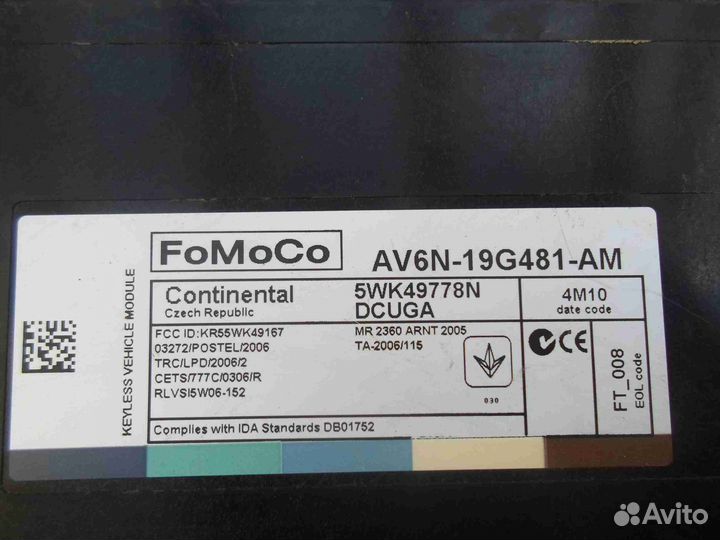 FoMoCo
AV6N-19G481-AM
KEYLESS VEHICLE MODULE
Continental
Czech Republic
5WK49778N
DCUGA
4M10
date code
FCC ID:KR55WK49167
03272/POSTEL/2006
TRC/LPD/2006/2
CETS/777C/0306/R
RLVSI5W06-152
MR 2360 ARNT 2005
TA-2006/115
030
CE
FT_008
EOL code
Complies with IDA Standards DB01752
Avito